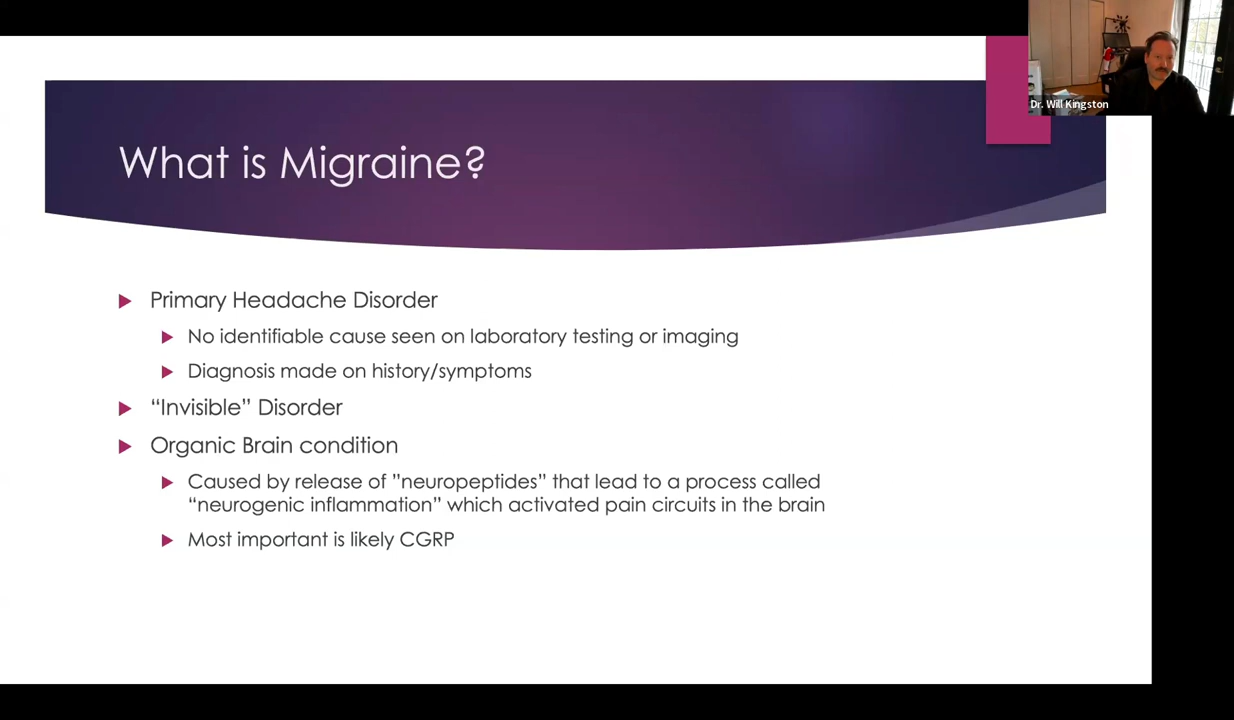 Dr. Will Kingston
What is Migraine?
Primary Headache Disorder
No identifiable cause seen on laboratory testing or imaging
Diagnosis made on history/symptoms
“Invisible” Disorder
Organic Brain condition
Caused by release of ”neuropeptides” that lead to a process called
“neurogenic inflammation” which activated pain circuits in the brain
Most important is likely CGRP